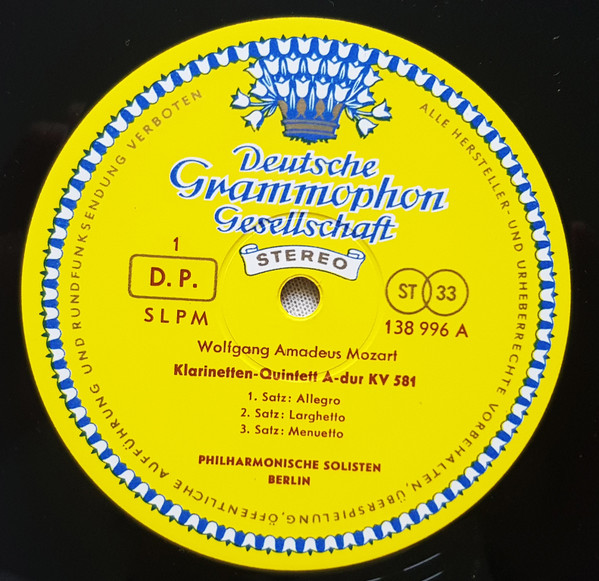 Deutsche
Grammophon
Gesellschaft
STEREO
1
D. P.
SLPM
ST 33
138 996 A
Wolfgang Amadeus Mozart
Klarinetten-Quintett A-dur KV 581
1. Satz: Allegro
2. Satz: Larghetto
3. Satz: Menuetto
PHILHARMONISCHE SOLISTEN
BERLIN
ALLE HERSTELLER- UND URHEBERRECHTE VORBEHALTEN, ÜBERSPIELUNG, ÖFFENTLICHE AUFFÜHRUNG UND RUNDFUNKSENDUNG VERBOTEN